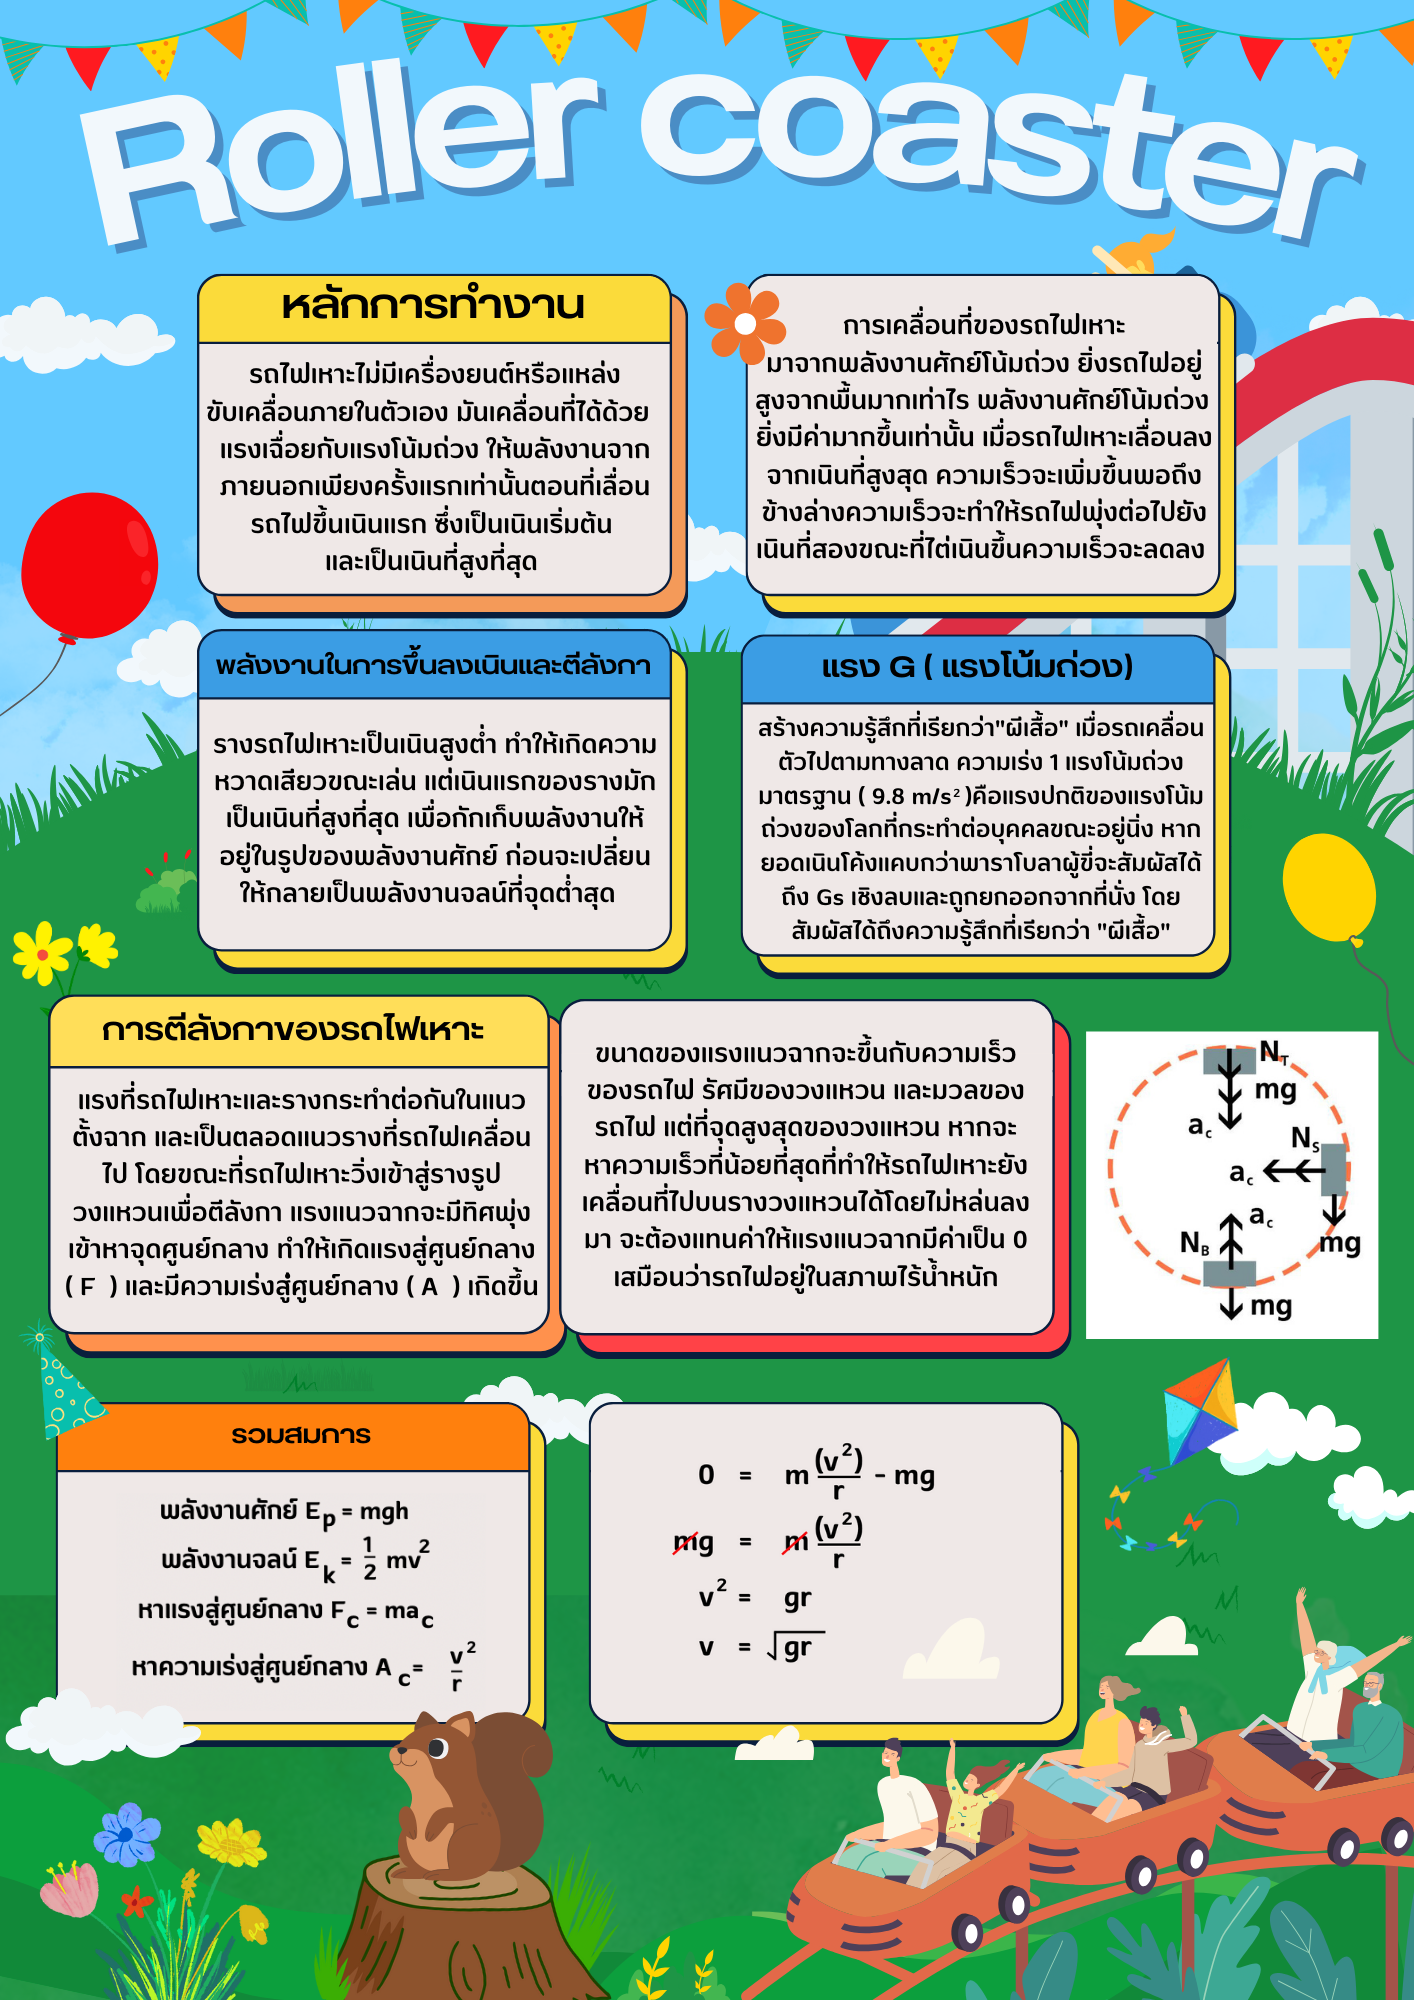 Roller coaster
หลักการทำงาน
รถไฟเหาะไม่มีเครื่องยนต์หรือแหล่ง
ขับเคลื่อนภายในตัวเอง มันเคลื่อนที่ได้ด้วย
แรงเฉื่อยกับแรงโน้มถ่วง ให้พลังงานจาก
ภายนอกเพียงครั้งแรกเท่านั้นตอนที่เลื่อน
รถไฟขึ้นเนินแรก ซึ่งเป็นเนินเริ่มต้น
และเป็นเนินที่สูงที่สุด
การเคลื่อนที่ของรถไฟเหาะ
มาจากพลังงานศักย์โน้มถ่วง ยิ่งรถไฟอยู่
สูงจากพื้นมากเท่าไร พลังงานศักย์โน้มถ่วง
ยิ่งมีค่ามากขึ้นเท่านั้น เมื่อรถไฟเหาะเลื่อนลง
จากเนินที่สูงสุด ความเร็วจะเพิ่มขึ้นพอถึง
ข้างล่างความเร็วจะทำให้รถไฟพุ่งต่อไปยัง
เนินที่สองขณะที่ไต่เนินขึ้นความเร็วจะลดลง
พลังงานในการขึ้นลงเนินและตีลังกา
รางรถไฟเหาะเป็นเนินสูงต่ำ ทำให้เกิดความ
หวาดเสียวขณะเล่น แต่เนินแรกของรางมัก
เป็นเนินที่สูงที่สุด เพื่อกักเก็บพลังงานให้
อยู่ในรูปของพลังงานศักย์ ก่อนจะเปลี่ยน
ให้กลายเป็นพลังงานจลน์ที่จุดต่ำสุด
แรง G ( แรงโน้มถ่วง)
สร้างความรู้สึกที่เรียกว่า"ผีเสื้อ" เมื่อรถเคลื่อน
ตัวไปตามทางลาด ความเร่ง 1 แรงโน้มถ่วง
มาตรฐาน ( 9.8 m/s² )คือแรงปกติของแรงโน้ม
ถ่วงของโลกที่กระทำต่อบุคคลขณะอยู่นิ่ง หาก
ยอดเนินโค้งแคบกว่าพาราโบลาผู้ขี่จะสัมผัสได้
ถึง Gs เชิงลบและถูกยกออกจากที่นั่ง โดย
สัมผัสได้ถึงความรู้สึกที่เรียกว่า "ผีเสื้อ"
การตีลังกาของรถไฟเหาะ
แรงที่รถไฟเหาะและรางกระทำต่อกันในแนว
ตั้งฉาก และเป็นตลอดแนวรางที่รถไฟเคลื่อน
ไป โดยขณะที่รถไฟเหาะวิ่งเข้าสู่รางรูป
วงแหวนเพื่อตีลังกา แรงแนวฉากจะมีทิศพุ่ง
เข้าหาจุดศูนย์กลาง ทำให้เกิดแรงสู่ศูนย์กลาง
( F ) และมีความเร่งสู่ศูนย์กลาง ( A ) เกิดขึ้น
ขนาดของแรงแนวฉากจะขึ้นกับความเร็ว
ของรถไฟ รัศมีของวงแหวน และมวลของ
รถไฟ แต่ที่จุดสูงสุดของวงแหวน หากจะ
หาความเร็วที่น้อยที่สุดที่ทำให้รถไฟเหาะยัง
เคลื่อนที่ไปบนรางวงแหวนได้โดยไม่หล่นลง
มา จะต้องแทนค่าให้แรงแนวฉากมีค่าเป็น 0
เสมือนว่ารถไฟอยู่ในสภาพไร้น้ำหนัก
N_T
mg
a_c
N_S
a_c
a_c
N_B
mg
mg
รวมสมการ
พลังงานศักย์ E_p = mgh
พลังงานจลน์ E_k = 1/2 mv²
หาแรงสู่ศูนย์กลาง F_c = ma_c
หาความเร่งสู่ศูนย์กลาง A_c = v²/r
0 = m (v²)/r - mg
mg = m (v²)/r
v² = gr
v = √gr